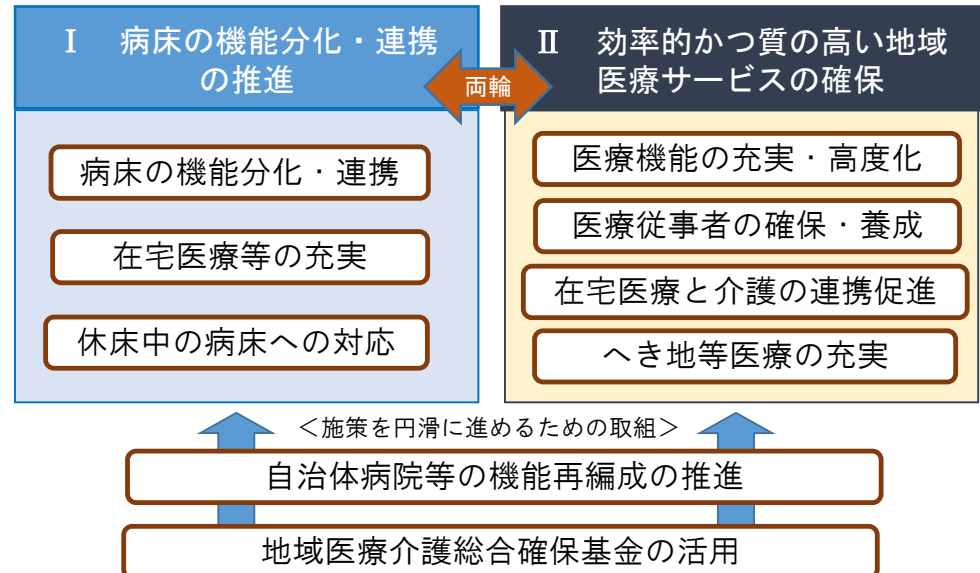 Ⅰ 病床の機能分化・連携
の推進
両輪
Ⅱ 効率的かつ質の高い地域
医療サービスの確保
病床の機能分化・連携
在宅医療等の充実
休床中の病床への対応
医療機能の充実・高度化
医療従事者の確保・養成
在宅医療と介護の連携促進
へき地等医療の充実
＜施策を円滑に進めるための取組＞
自治体病院等の機能再編成の推進
地域医療介護総合確保基金の活用